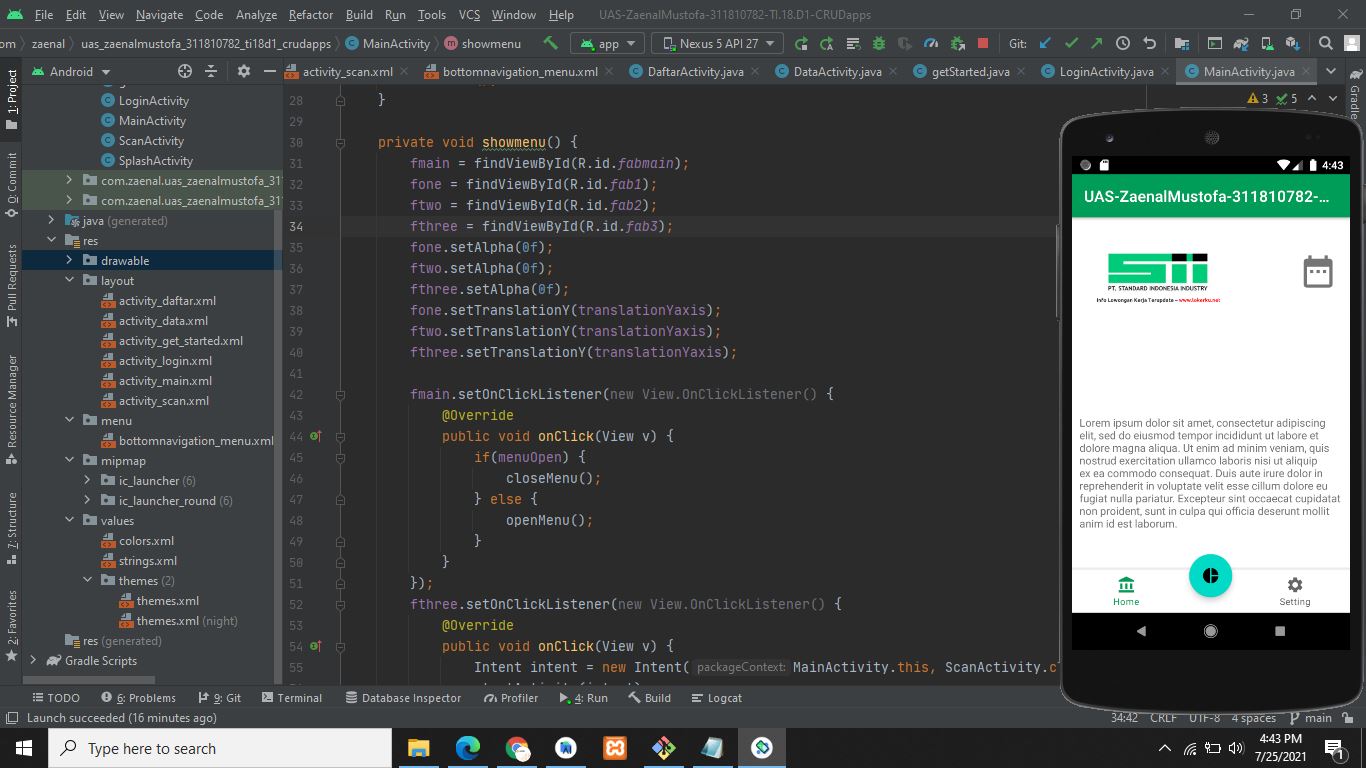 File Edit View Navigate Code Analyze Refactor Build Run Tools VCS Window Help UAS-ZaenalMustofa-311810782-TI.18.D1-CRUDapps
om zaenal uas_zaenalmustofa_311810782_ti18d1_crudapps MainActivity showmenu app Nexus 5 API 27 Git:
Android activity_scan.xml bottomnavigation_menu.xml DaftarActivity.java DataActivity.java getStarted.java LoginActivity.java MainActivity.java
1: Project
0: Commit
Pull Requests
Resource Manager
7: Structure
2: Favorites
Gradle
LoginActivity
MainActivity
ScanActivity
SplashActivity
com.zaenal.uas_zaenalmustofa_31
com.zaenal.uas_zaenalmustofa_31
java (generated)
res
drawable
layout
activity_daftar.xml
activity_data.xml
activity_get_started.xml
activity_login.xml
activity_main.xml
activity_scan.xml
menu
bottomnavigation_menu.xml
mipmap
ic_launcher (6)
ic_launcher_round (6)
values
colors.xml
strings.xml
themes (2)
themes.xml
themes.xml (night)
res (generated)
Gradle Scripts
3 5
28 }
29
30 private void showmenu() {
31 fmain = findViewById(R.id.fabmain);
32 fone = findViewById(R.id.fab1);
33 ftwo = findViewById(R.id.fab2);
34 fthree = findViewById(R.id.fab3);
35 fone.setAlpha(0f);
36 ftwo.setAlpha(0f);
37 fthree.setAlpha(0f);
38 fone.setTranslationY(translationYaxis);
39 ftwo.setTranslationY(translationYaxis);
40 fthree.setTranslationY(translationYaxis);
41
42 fmain.setOnClickListener(new View.OnClickListener() {
43 @Override
44 public void onClick(View v) {
45 if(menuOpen) {
46 closeMenu();
47 } else {
48 openMenu();
49 }
50 }
51 });
52 fthree.setOnClickListener(new View.OnClickListener() {
53 @Override
54 public void onClick(View v) {
55 Intent intent = new Intent( packageContext: MainActivity.this, ScanActivity.cl
4:43
UAS-ZaenalMustofa-311810782-...
STI
PT. STANDARD INDONESIA INDUSTRY
Info Lowongan Kerja Terupdate – www.lokerku.net
Lorem ipsum dolor sit amet, consectetur adipiscing
elit, sed do eiusmod tempor incididunt ut labore et
dolore magna aliqua. Ut enim ad minim veniam, quis
nostrud exercitation ullamco laboris nisi ut aliquip
ex ea commodo consequat. Duis aute irure dolor in
reprehenderit in voluptate velit esse cillum dolore eu
fugiat nulla pariatur. Excepteur sint occaecat cupidatat
non proident, sunt in culpa qui officia deserunt mollit
anim id est laborum.
Home Setting
TODO 6: Problems 9: Git Terminal Database Inspector Profiler 4: Run Build Logcat
Launch succeeded (16 minutes ago) 34:42 CRLF UTF-8 4 spaces main
Type here to search
4:43 PM
7/25/2021
1